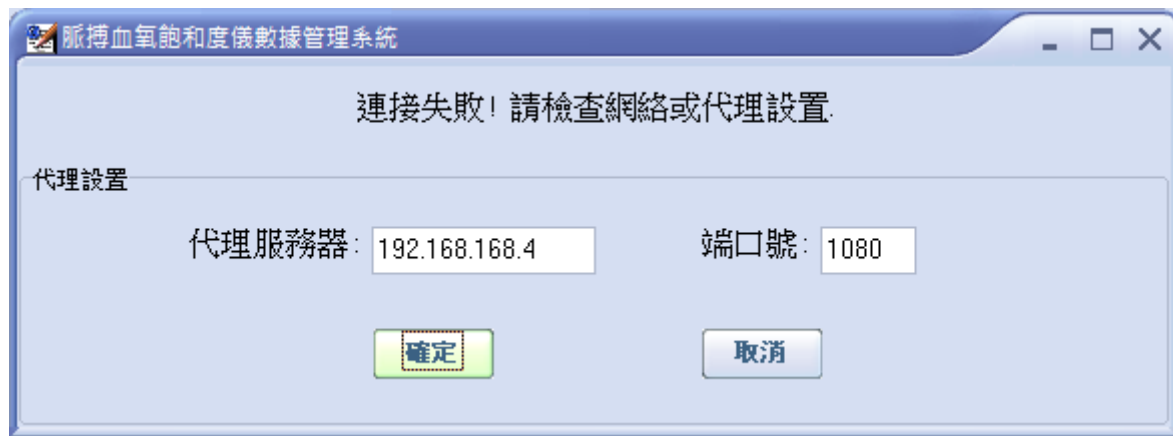 脈搏血氧飽和度儀數據管理系統
連接失敗! 請檢查網絡或代理設置.
代理設置
代理服務器: 192.168.168.4 端口號: 1080
確定 取消